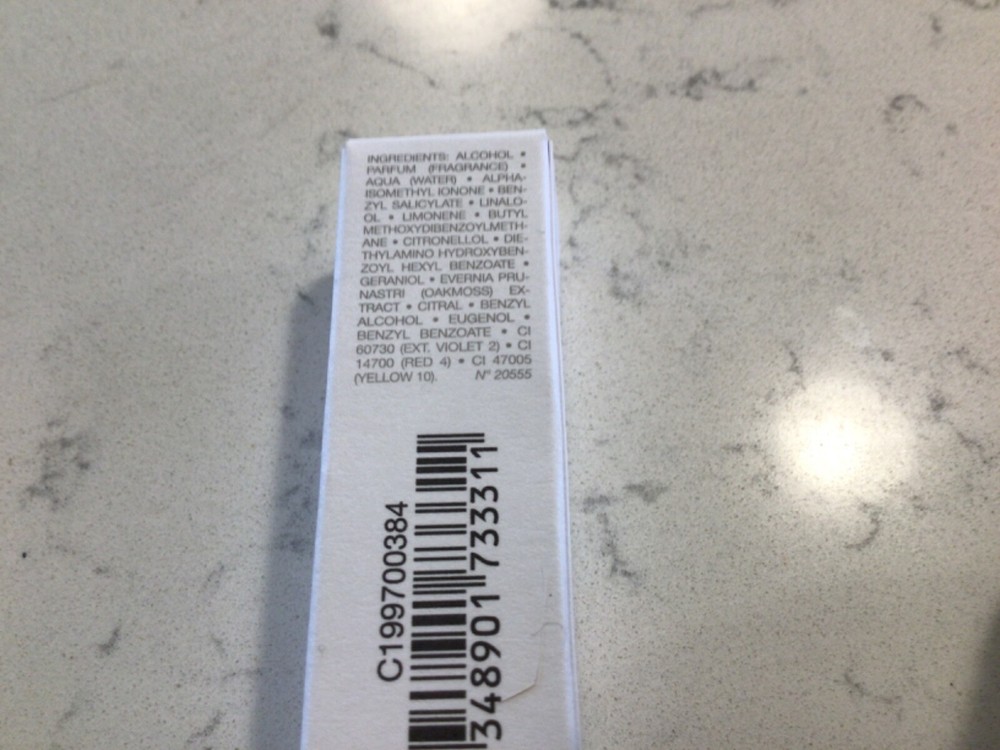 INGREDIENTS: ALCOHOL •
PARFUM (FRAGRANCE) •
AQUA (WATER) • ALPHA-
ISOMETHYL IONONE • BEN-
ZYL SALICYLATE • LINALO-
OL • LIMONENE • BUTYL
METHOXYDIBENZOYLMETH-
ANE • CITRONELLOL • DIE-
THYLAMINO HYDROXYBEN-
ZOYL HEXYL BENZOATE •
GERANIOL • EVERNIA PRU-
NASTRI (OAKMOSS) EX-
TRACT • CITRAL • BENZYL
ALCOHOL • EUGENOL •
BENZYL BENZOATE • CI
60730 (EXT. VIOLET 2) • CI
14700 (RED 4) • CI 47005
(YELLOW 10). N° 20555
C199700384
348901 733311